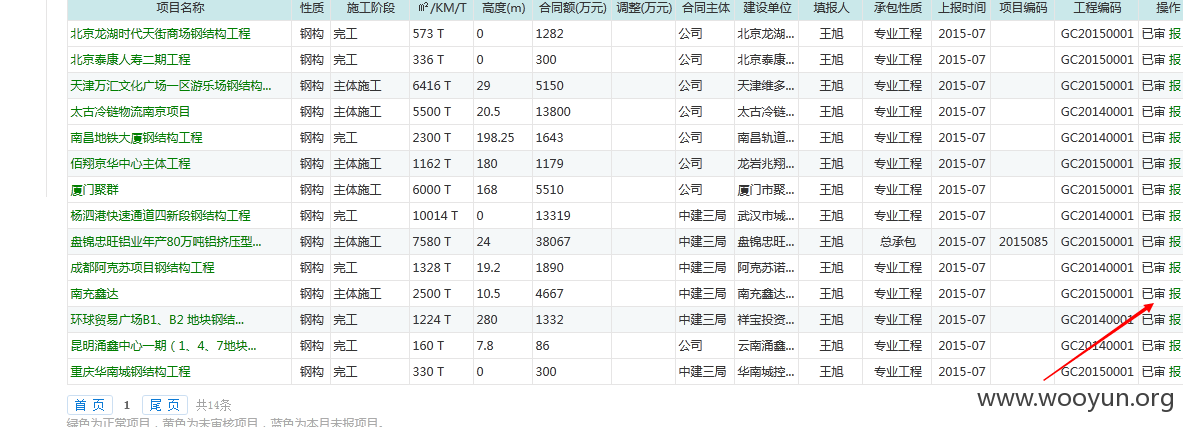 项目名称 性质 施工阶段 ㎡/KM/T 高度(m) 合同额(万元) 调整(万元) 合同主体 建设单位 填报人 承包性质 上报时间 项目编码 工程编码 操作
北京龙湖时代天街商场钢结构工程 钢构 完工 573 T 0 1282 公司 北京龙湖... 王旭 专业工程 2015-07 GC20150001 已审 报
北京泰康人寿二期工程 钢构 完工 336 T 0 300 公司 北京泰康... 王旭 专业工程 2015-07 GC20150001 已审 报
天津万汇文化广场一区游乐场钢结构... 钢构 主体施工 6416 T 29 5150 公司 天津维多... 王旭 专业工程 2015-07 GC20150001 已审 报
太古冷链物流南京项目 钢构 主体施工 5500 T 20.5 13800 公司 太古冷链... 王旭 专业工程 2015-07 GC20140001 已审 报
南昌地铁大厦钢结构工程 钢构 完工 2300 T 198.25 1643 公司 南昌轨道... 王旭 专业工程 2015-07 GC20140001 已审 报
佰翔京华中心主体工程 钢构 主体施工 1162 T 180 1179 公司 龙岩兆翔... 王旭 专业工程 2015-07 GC20140001 已审 报
厦门聚群 钢构 主体施工 6000 T 168 5510 公司 厦门市聚... 王旭 专业工程 2015-07 GC20150001 已审 报
杨泗港快速通道四新段钢结构工程 钢构 完工 10014 T 0 13319 中建三局 武汉市城... 王旭 专业工程 2015-07 GC20140001 已审 报
盘锦忠旺铝业年产80万吨铝挤压型... 钢构 主体施工 7580 T 24 38067 中建三局 盘锦忠旺... 王旭 总承包 2015-07 2015085 GC20150001 已审 报
成都阿克苏项目钢结构工程 钢构 完工 1328 T 19.2 1890 中建三局 阿克苏诺... 王旭 专业工程 2015-07 GC20140001 已审 报
南充鑫达 钢构 主体施工 2500 T 10.5 4667 中建三局 南充鑫达... 王旭 专业工程 2015-07 GC20150001 已审 报
环球贸易广场B1、B2 地块钢结... 钢构 完工 1224 T 280 1332 中建三局 祥宝投资... 王旭 专业工程 2015-07 GC20140001 已审 报
昆明涌鑫中心一期（1、4、7地块... 钢构 完工 160 T 7.8 86 公司 云南涌鑫... 王旭 专业工程 2015-07 GC20140001 已审 报
重庆华南城钢结构工程 钢构 完工 330 T 0 300 中建三局 华南城控... 王旭 专业工程 2015-07 GC20150001 已审 报
www.wooyun.org
首 页 1 尾 页 共14条
绿色为正常项目，黄色为未审核项目，蓝色为本月未报项目。